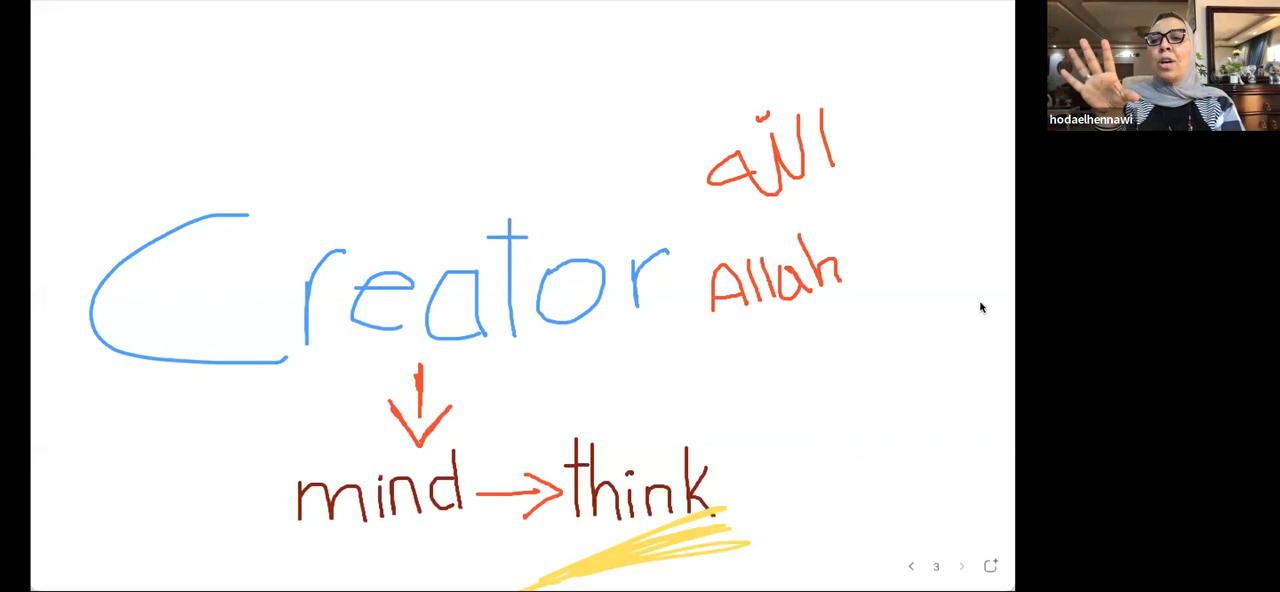 الله
Creator
Allah
mind → think
hodaelhennawi
3